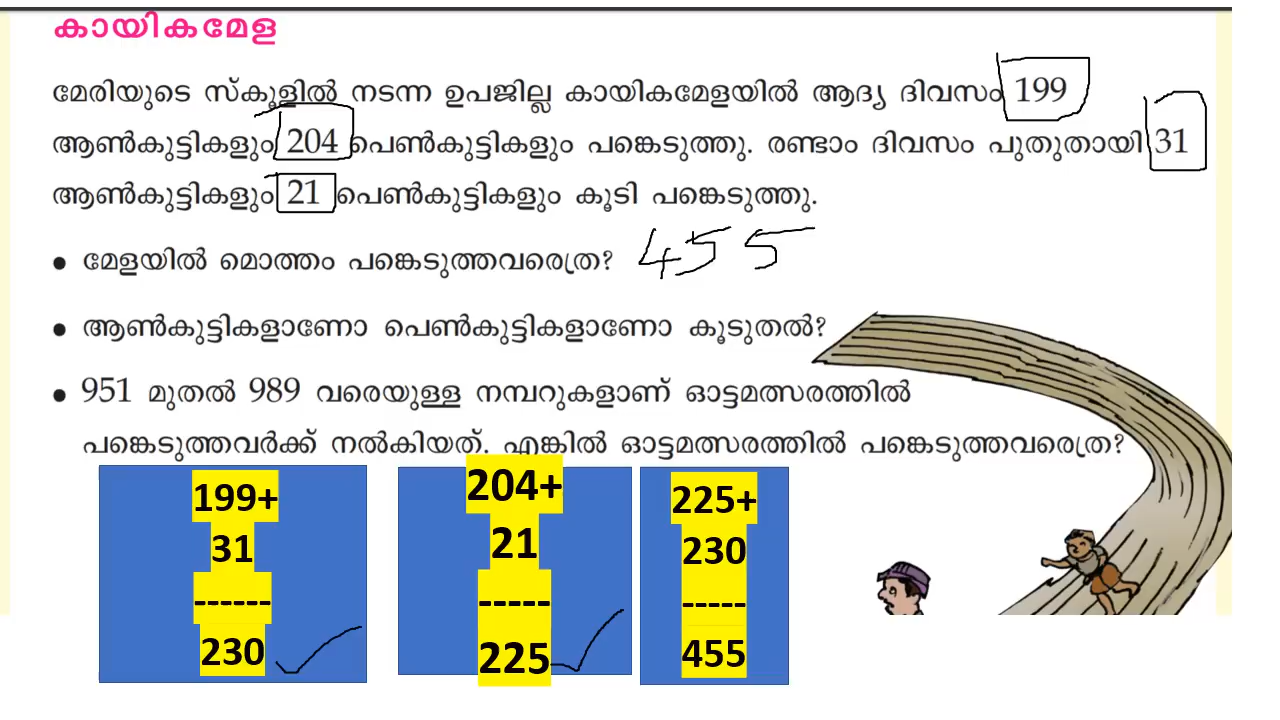 കായികമേള
മേരിയുടെ സ്കൂളിൽ നടന്ന ഉപജില്ല കായികമേളയിൽ ആദ്യ ദിവസം 199
ആൺകുട്ടികളും 204 പെൺകുട്ടികളും പങ്കെടുത്തു. രണ്ടാം ദിവസം പുതുതായി 31
ആൺകുട്ടികളും 21 പെൺകുട്ടികളും കൂടി പങ്കെടുത്തു.
• മേളയിൽ മൊത്തം പങ്കെടുത്തവരെത്ര? 455
• ആൺകുട്ടികളാണോ പെൺകുട്ടികളാണോ കൂടുതൽ?
• 951 മുതൽ 989 വരെയുള്ള നമ്പറുകളാണ് ഓട്ടമത്സരത്തിൽ
പങ്കെടുത്തവർക്ക് നൽകിയത്. എങ്കിൽ ഓട്ടമത്സരത്തിൽ പങ്കെടുത്തവരെത്ര?
199+
31
------
230
204+
21
-----
225
225+
230
-----
455